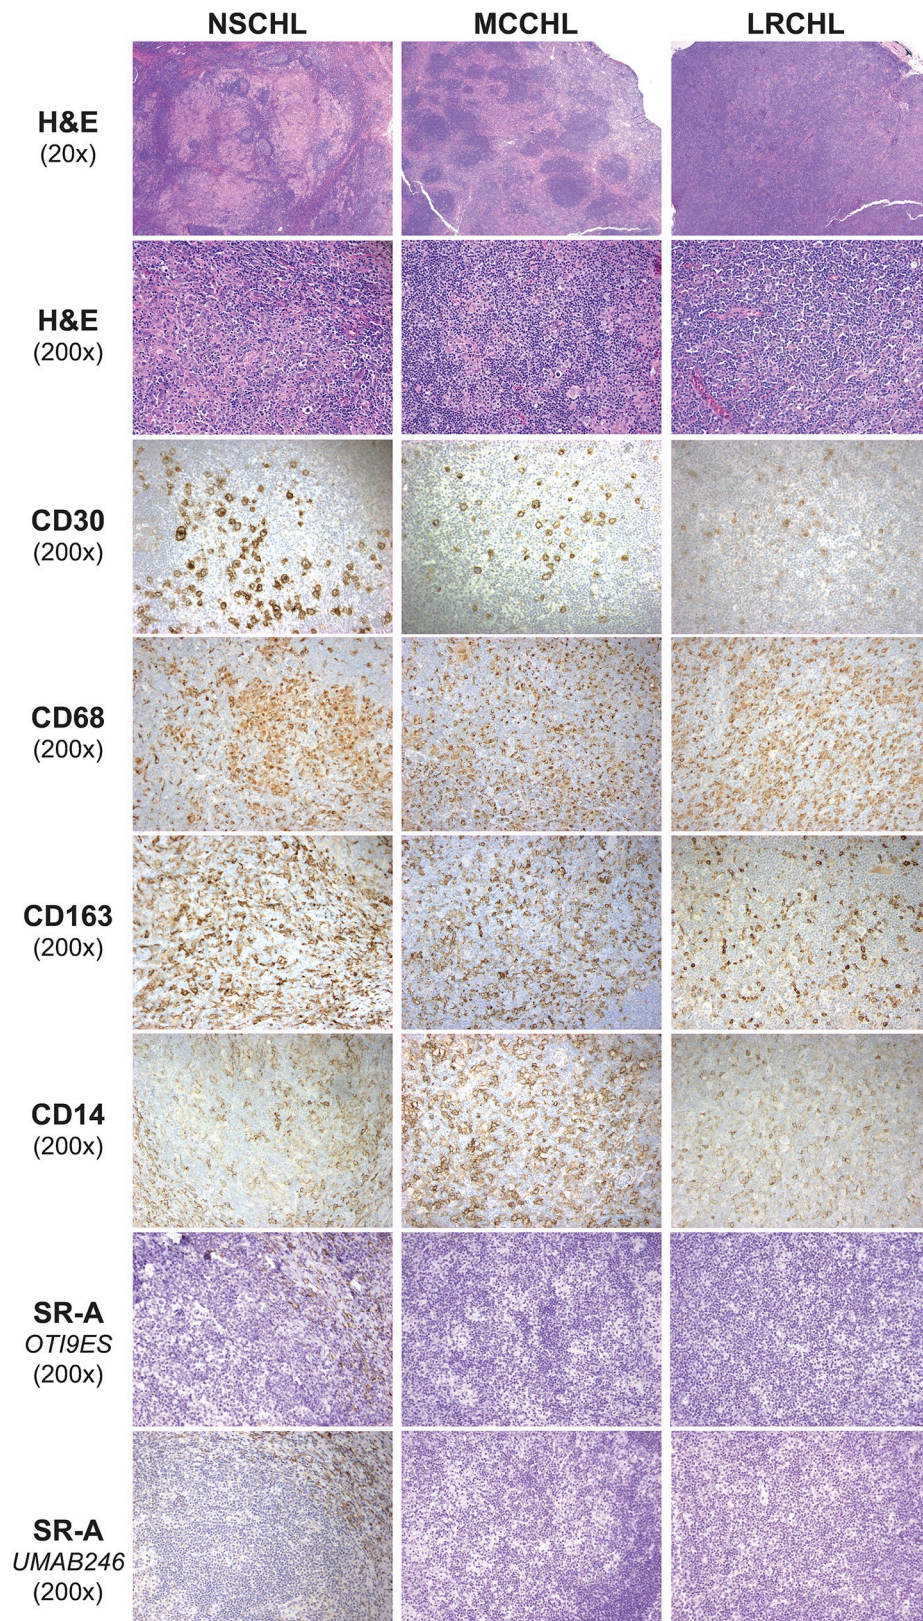 NSCHL MCCHL LRCHL
H&E
(20x)
H&E
(200x)
CD30
(200x)
CD68
(200x)
CD163
(200x)
CD14
(200x)
SR-A
OTI9ES
(200x)
SR-A
UMAB246
(200x)